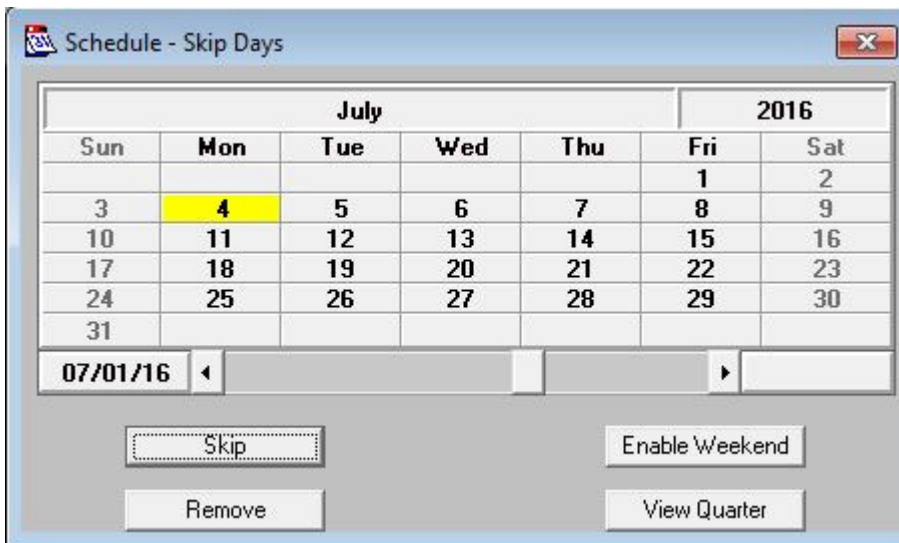 Schedule - Skip Days
July 2016
Sun Mon Tue Wed Thu Fri Sat
1 2
3 4 5 6 7 8 9
10 11 12 13 14 15 16
17 18 19 20 21 22 23
24 25 26 27 28 29 30
31
07/01/16
Skip Enable Weekend
Remove View Quarter